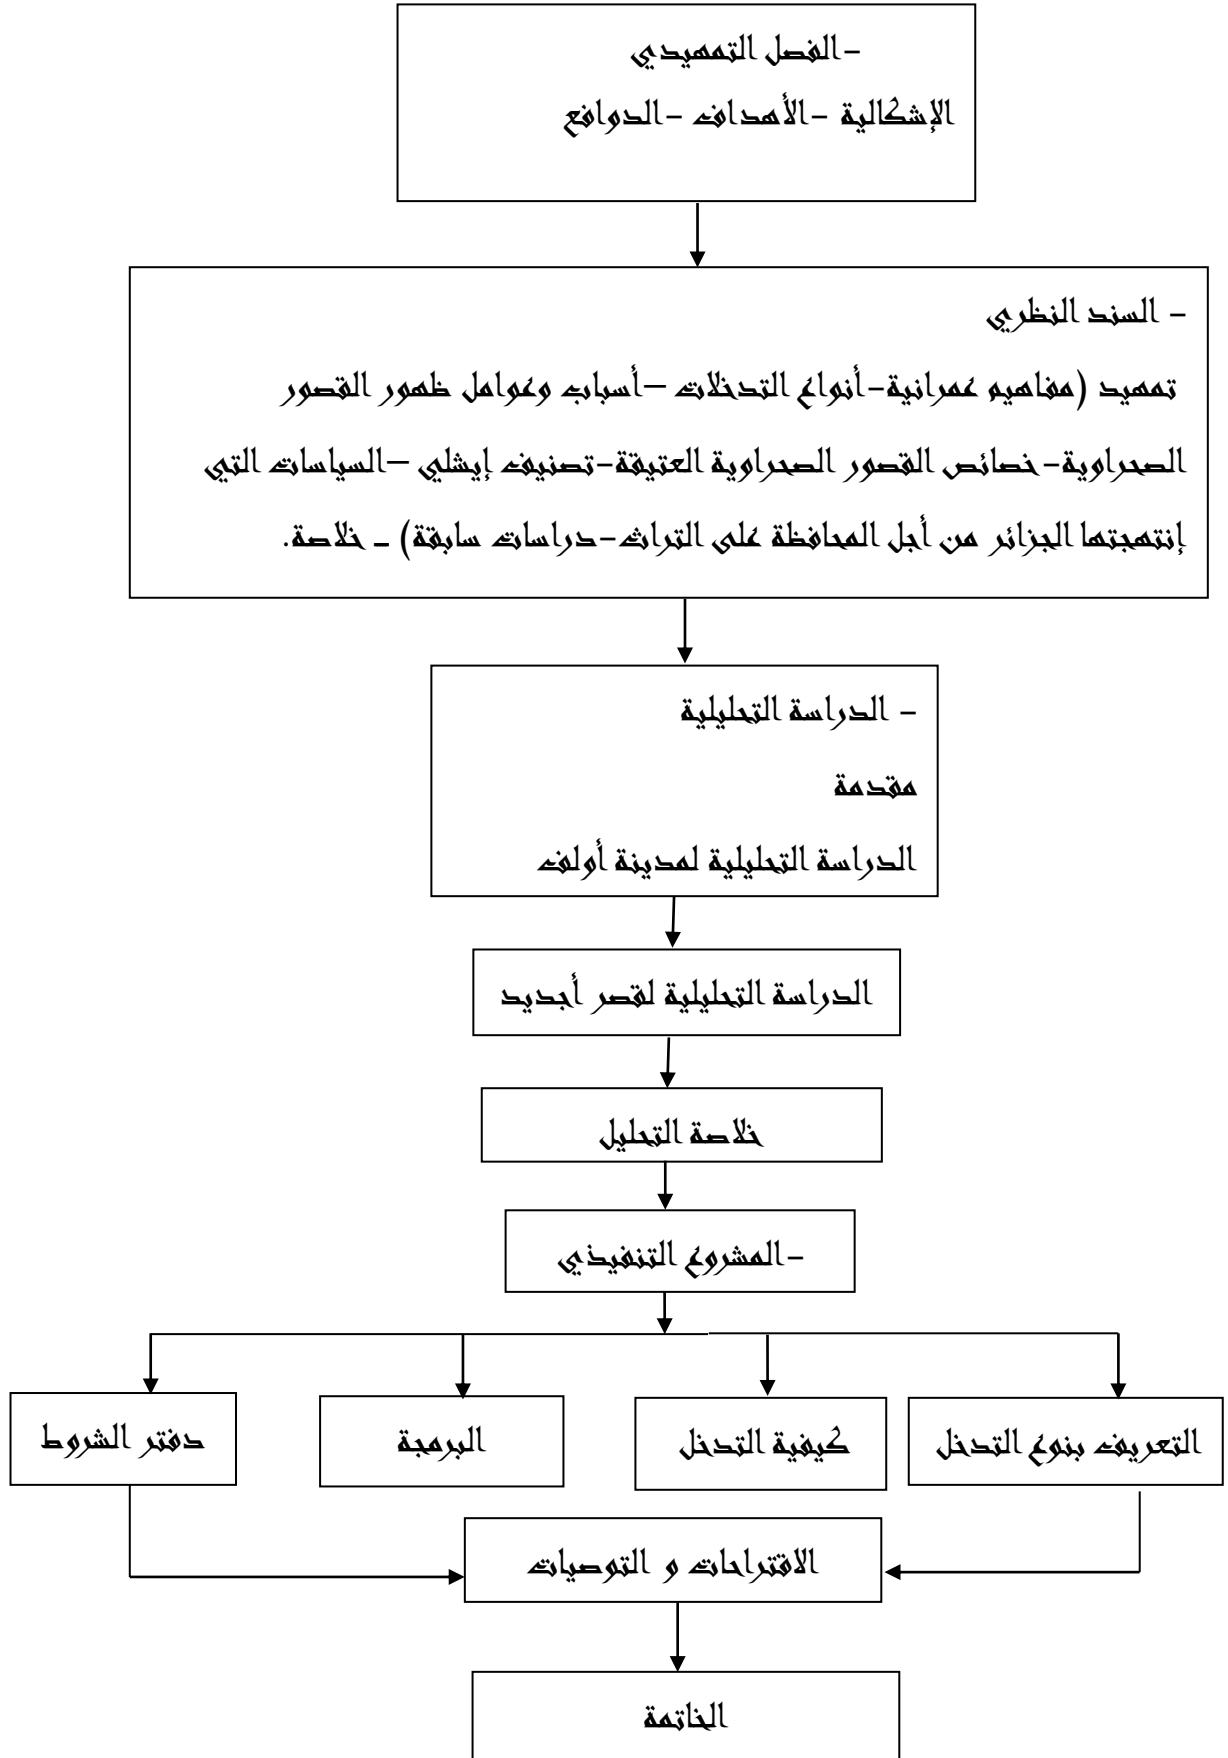 -الفصل التمهيدي
الإشكالية -الأهداف -الدوافع
- السند النظري
تمهيد (مفاهيم عمرانية-أنواع التدخلات –أسباب وعوامل ظهور القصور
الصحراوية-خصائص القصور الصحراوية العتيقة-تصنيف إيشلي –السياسات التي
إنتهجتها الجزائر من أجل المحافظة على التراث-دراسات سابقة) ـ خلاصة.
- الدراسة التحليلية
مقدمة
الدراسة التحليلية لمدينة أولف
الدراسة التحليلية لقصر أجديد
خلاصة التحليل
-المشروع التنفيذي
التعريف بنوع التدخل
كيفية التدخل
البرمجة
دفتر الشروط
الاقتراحات و التوصيات
الخاتمة